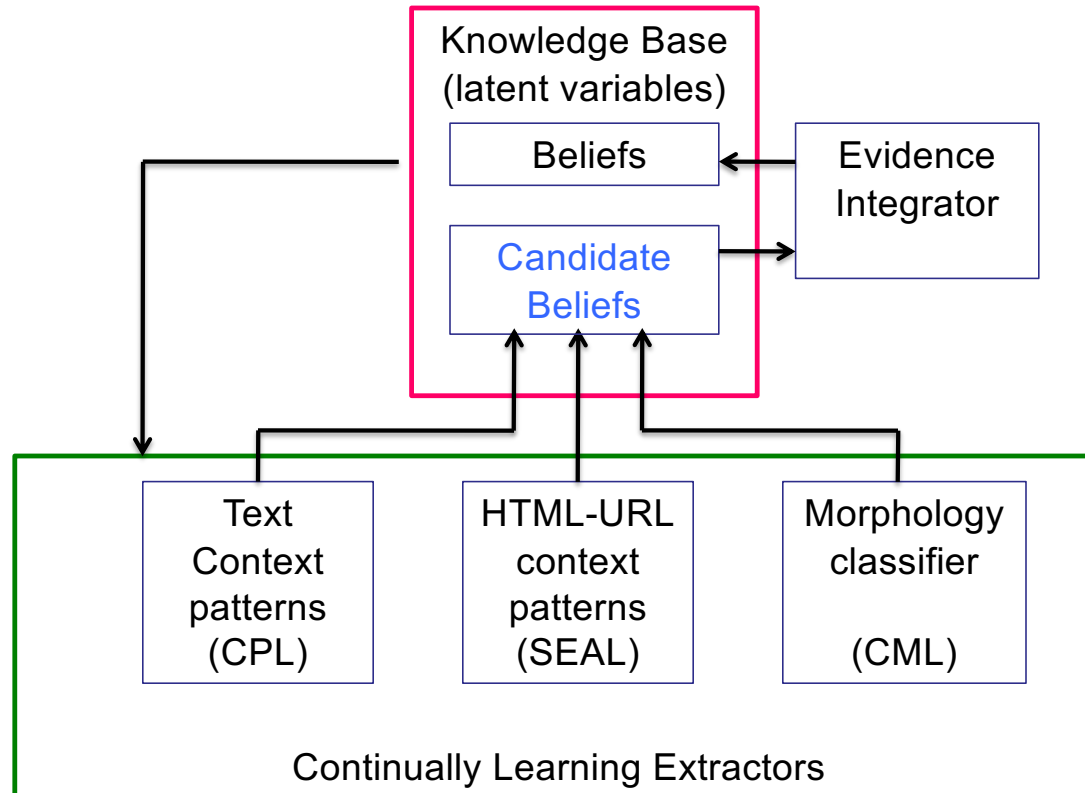 Knowledge Base
(latent variables)
Beliefs
Candidate
Beliefs
Evidence
Integrator
Text
Context
patterns
(CPL)
HTML-URL
context
patterns
(SEAL)
Morphology
classifier
(CML)
Continually Learning Extractors